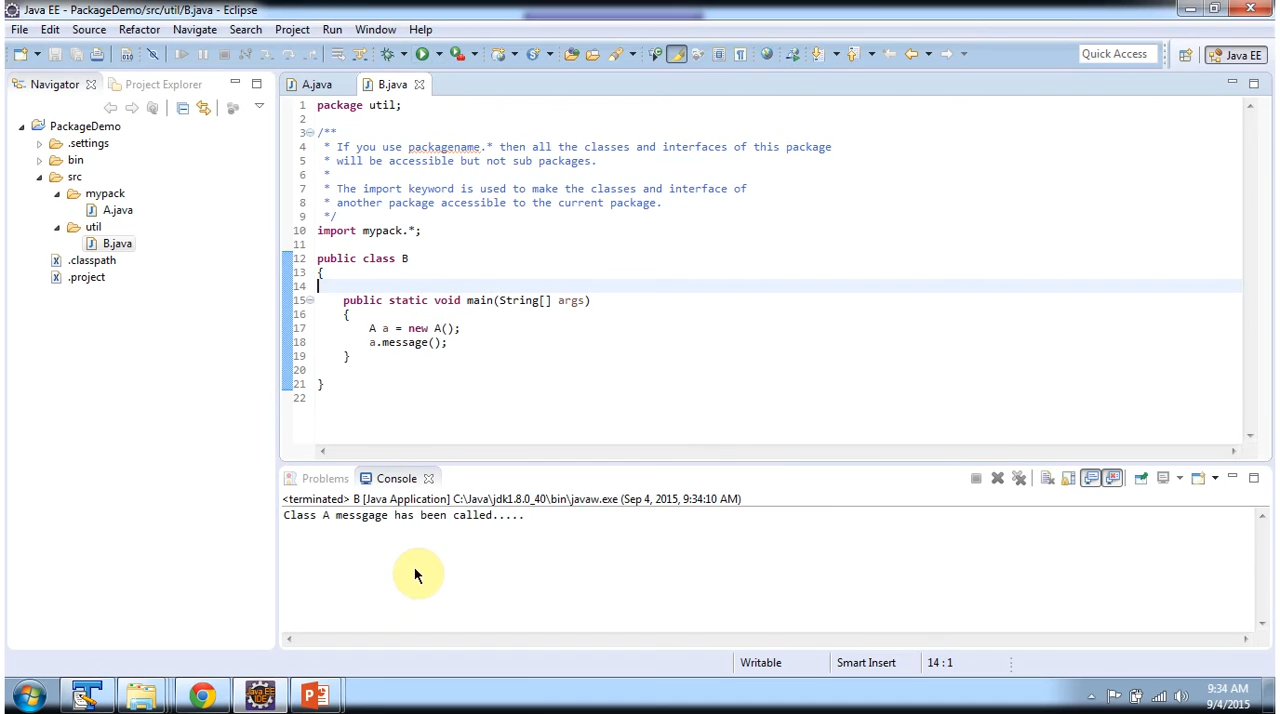 Java EE - PackageDemo/src/util/B.java - Eclipse
File Edit Source Refactor Navigate Search Project Run Window Help
Quick Access Java EE
Navigator Project Explorer
A.java B.java
PackageDemo
.settings
bin
src
mypack
A.java
util
B.java
.classpath
.project
1 package util;
2
3 /**
4 * If you use packagename.* then all the classes and interfaces of this package
5 * will be accessible but not sub packages.
6 *
7 * The import keyword is used to make the classes and interface of
8 * another package accessible to the current package.
9 */
10 import mypack.*;
11
12 public class B
13 {
14
15 public static void main(String[] args)
16 {
17 A a = new A();
18 a.message();
19 }
20
21 }
22
Problems Console
<terminated> B [Java Application] C:\Java\jdk1.8.0_40\bin\javaw.exe (Sep 4, 2015, 9:34:10 AM)
Class A messgage has been called.....
Writable Smart Insert 14 : 1
Java EE
IDE
9:34 AM
9/4/2015